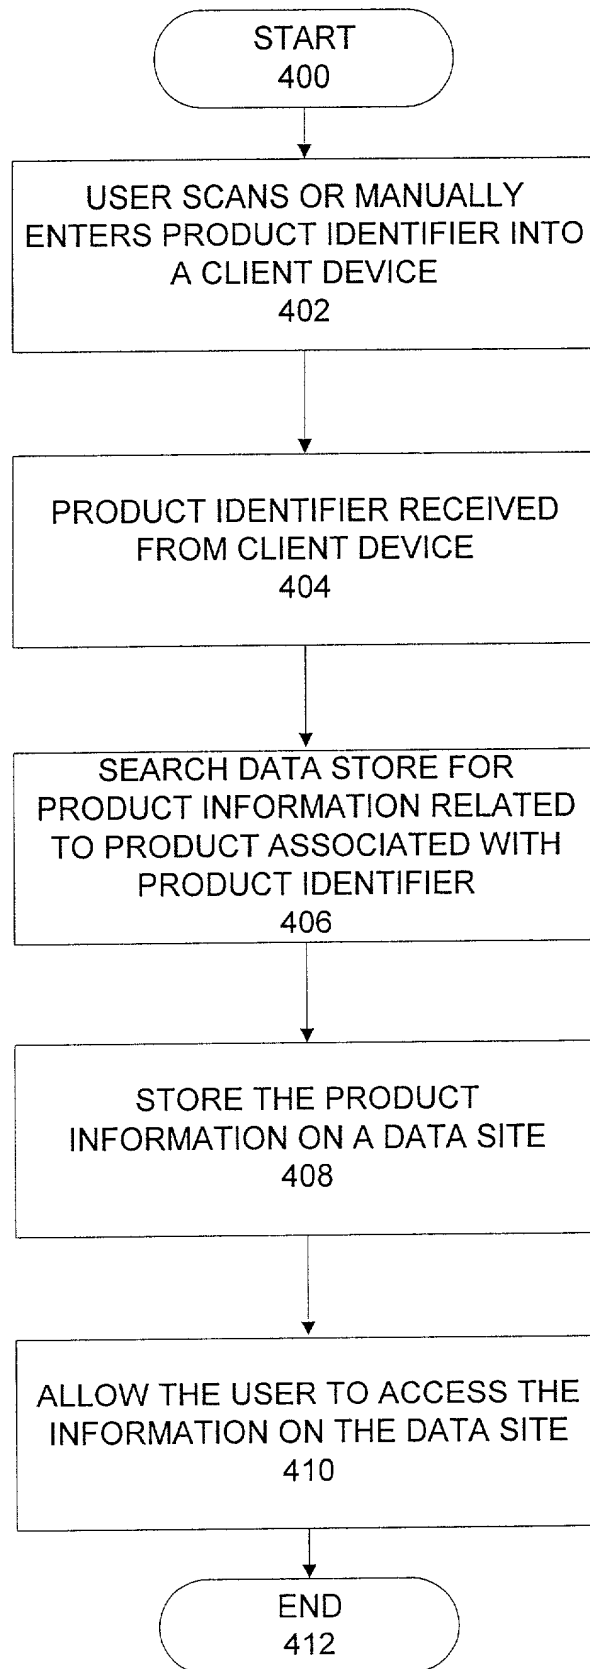 START
400
USER SCANS OR MANUALLY
ENTERS PRODUCT IDENTIFIER INTO
A CLIENT DEVICE
402
PRODUCT IDENTIFIER RECEIVED
FROM CLIENT DEVICE
404
SEARCH DATA STORE FOR
PRODUCT INFORMATION RELATED
TO PRODUCT ASSOCIATED WITH
PRODUCT IDENTIFIER
406
STORE THE PRODUCT
INFORMATION ON A DATA SITE
408
ALLOW THE USER TO ACCESS THE
INFORMATION ON THE DATA SITE
410
END
412